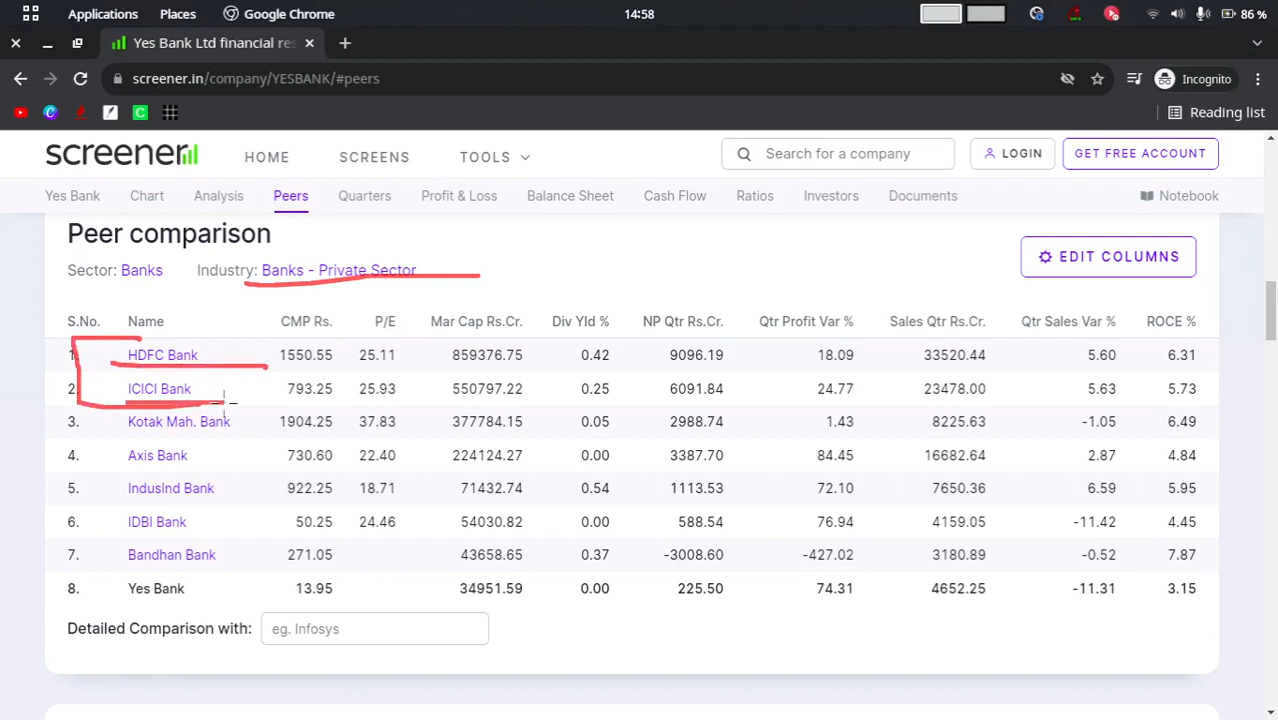 Applications Places Google Chrome 14:58 86 %
Yes Bank Ltd financial res
screener.in/company/YESBANK/#peers Incognito
Reading list
screener HOME SCREENS TOOLS Search for a company LOGIN GET FREE ACCOUNT
Yes Bank Chart Analysis Peers Quarters Profit & Loss Balance Sheet Cash Flow Ratios Investors Documents Notebook
Peer comparison
Sector: Banks Industry: Banks - Private Sector EDIT COLUMNS
S.No. Name CMP Rs. P/E Mar Cap Rs.Cr. Div Yld % NP Qtr Rs.Cr. Qtr Profit Var % Sales Qtr Rs.Cr. Qtr Sales Var % ROCE %
1. HDFC Bank 1550.55 25.11 859376.75 0.42 9096.19 18.09 33520.44 5.60 6.31
2. ICICI Bank 793.25 25.93 550797.22 0.25 6091.84 24.77 23478.00 5.63 5.73
3. Kotak Mah. Bank 1904.25 37.83 377784.15 0.05 2988.74 1.43 8225.63 -1.05 6.49
4. Axis Bank 730.60 22.40 224124.27 0.00 3387.70 84.45 16682.64 2.87 4.84
5. IndusInd Bank 922.25 18.71 71432.74 0.54 1113.53 72.10 7650.36 6.59 5.95
6. IDBI Bank 50.25 24.46 54030.82 0.00 588.54 76.94 4159.05 -11.42 4.45
7. Bandhan Bank 271.05 43658.65 0.37 -3008.60 -427.02 3180.89 -0.52 7.87
8. Yes Bank 13.95 34951.59 0.00 225.50 74.31 4652.25 -11.31 3.15
Detailed Comparison with: eg. Infosys